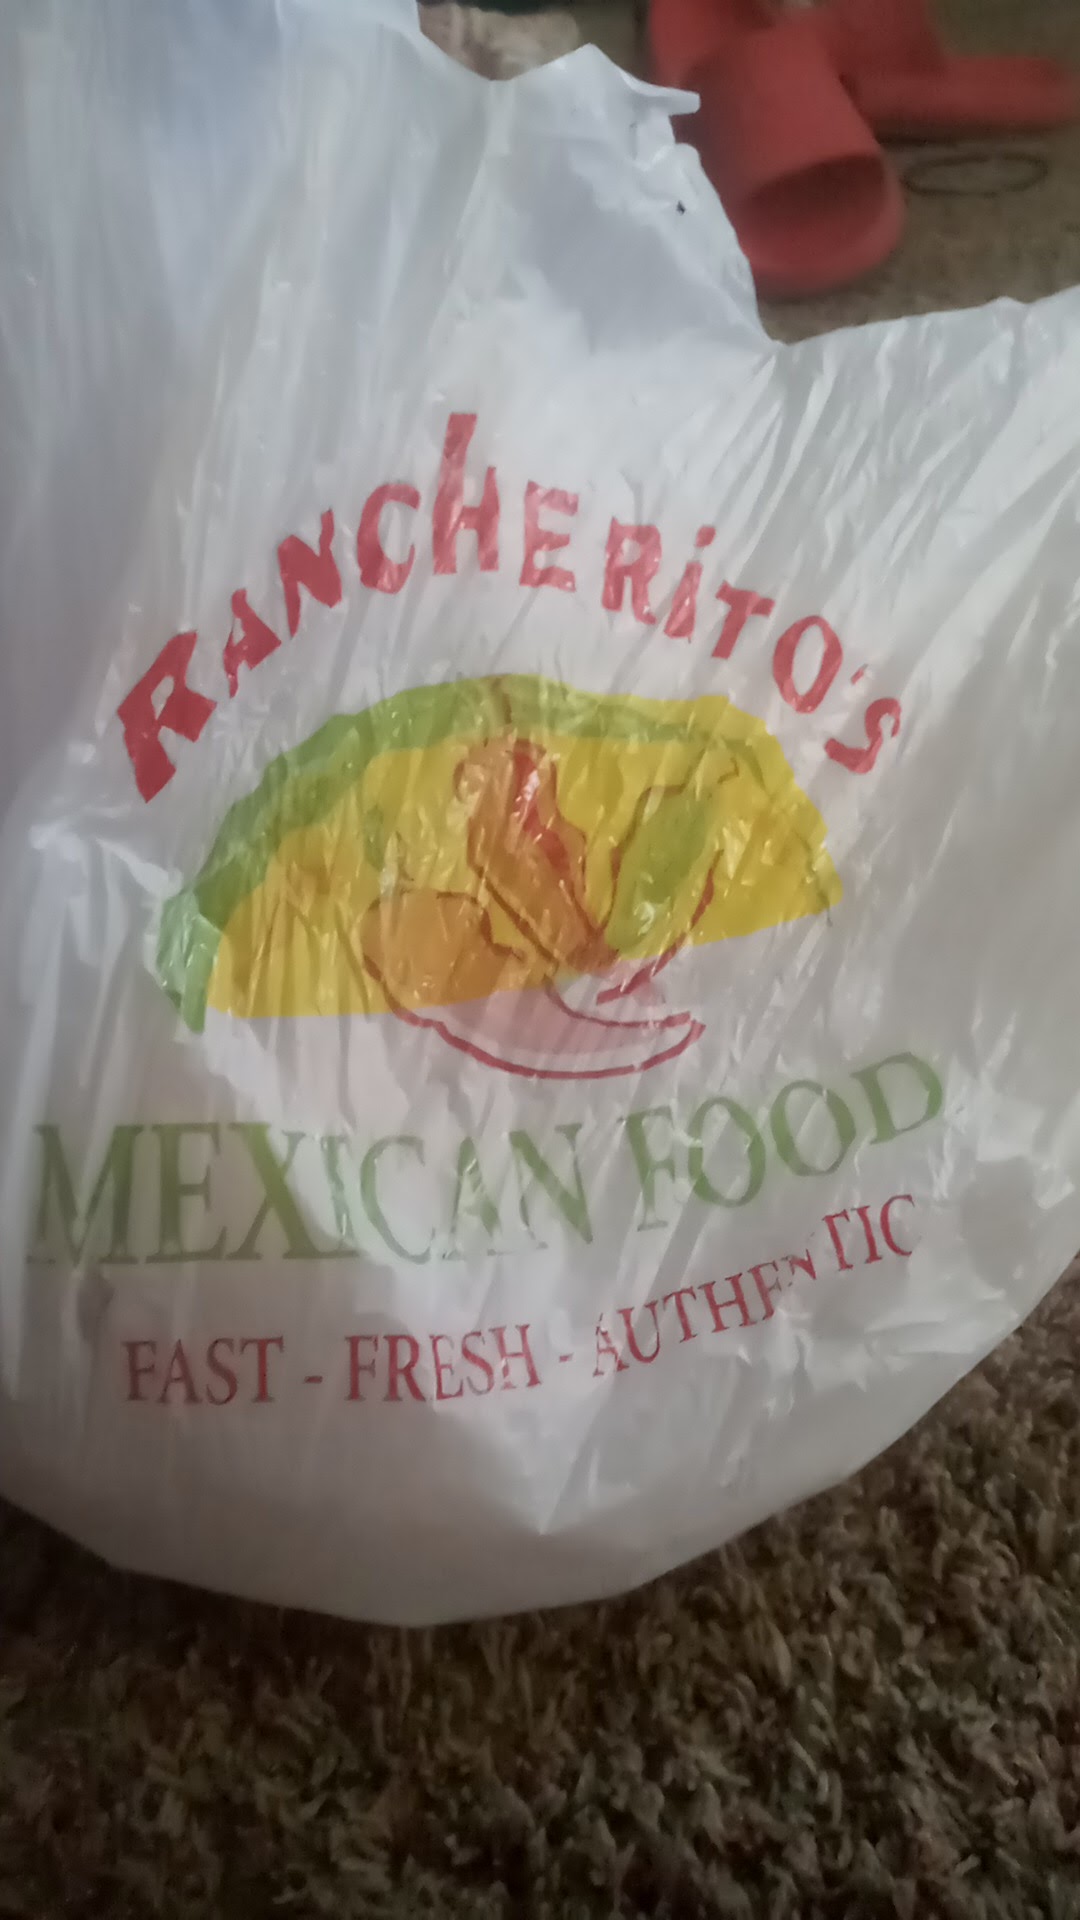 RANCHERiTO'S
MEXICAN FOOD
FAST - FRESH - AUTHENTIC